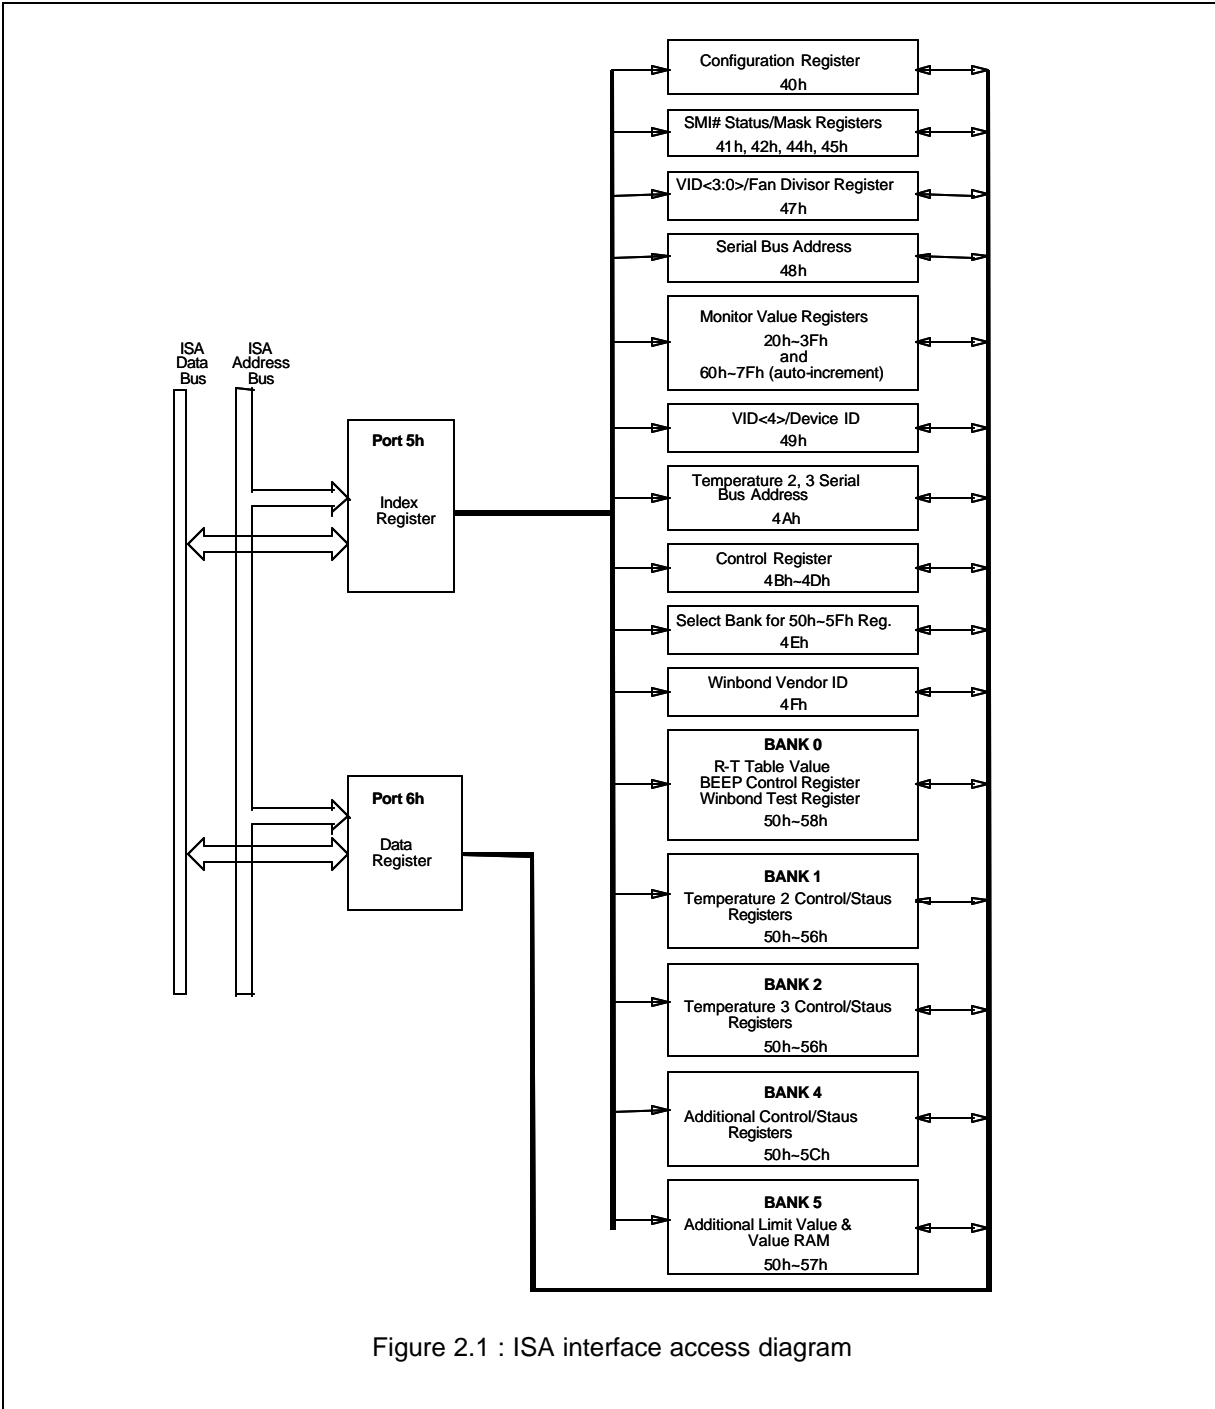 Configuration Register
40h
SMI# Status/Mask Registers
41h, 42h, 44h, 45h
VID<3:0>/Fan Divisor Register
47h
Serial Bus Address
48h
Monitor Value Registers
20h~3Fh
and
60h~7Fh (auto-increment)
ISA
Data
Bus
ISA
Address
Bus
VID<4>/Device ID
49h
Port 5h
Index
Register
Temperature 2, 3 Serial
Bus Address
4Ah
Control Register
4Bh~4Dh
Select Bank for 50h~5Fh Reg.
4Eh
Winbond Vendor ID
4Fh
BANK 0
R-T Table Value
BEEP Control Register
Winbond Test Register
50h~58h
Port 6h
Data
Register
BANK 1
Temperature 2 Control/Staus
Registers
50h~56h
BANK 2
Temperature 3 Control/Staus
Registers
50h~56h
BANK 4
Additional Control/Staus
Registers
50h~5Ch
BANK 5
Additional Limit Value &
Value RAM
50h~57h
Figure 2.1 : ISA interface access diagram